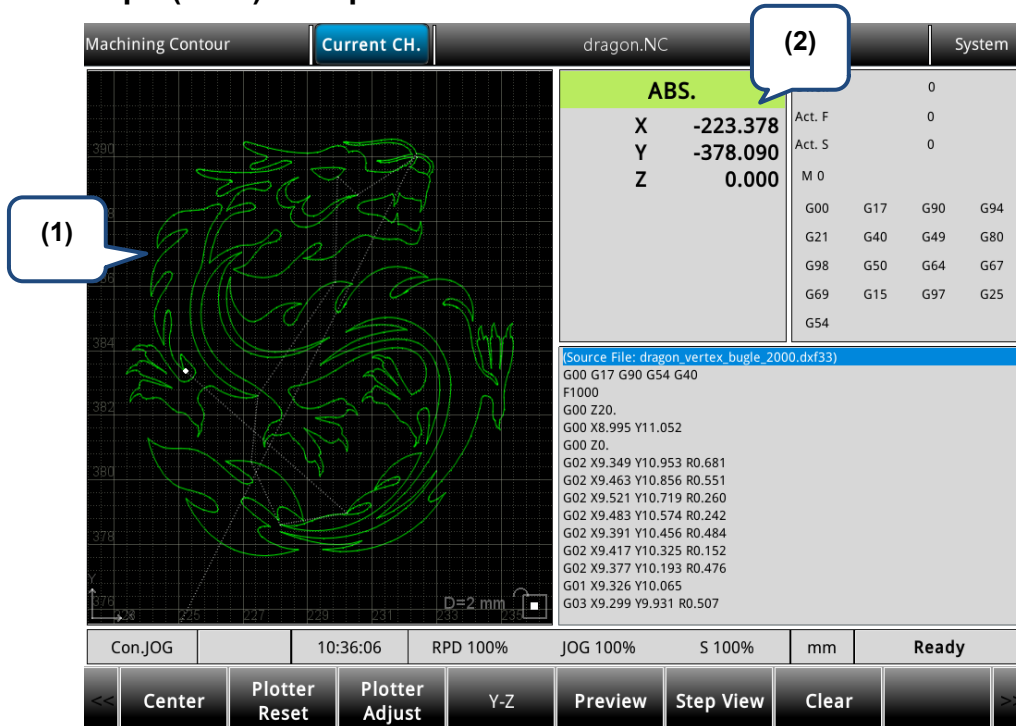 Machining Contour Current CH. dragon.NC (2) System
(1)
390
384
382
380
378
376
225 227 229 231 233 235
Y
X
D=2 mm
ABS.
X -223.378
Y -378.090
Z 0.000
0
Act. F 0
Act. S 0
M 0
G00 G17 G90 G94
G21 G40 G49 G80
G98 G50 G64 G67
G69 G15 G97 G25
G54
(Source File: dragon_vertex_bugle_2000.dxf33)
G00 G17 G90 G54 G40
F1000
G00 Z20.
G00 X8.995 Y11.052
G00 Z0.
G02 X9.349 Y10.953 R0.681
G02 X9.463 Y10.856 R0.551
G02 X9.521 Y10.719 R0.260
G02 X9.483 Y10.574 R0.242
G02 X9.391 Y10.456 R0.484
G02 X9.417 Y10.325 R0.152
G02 X9.377 Y10.193 R0.476
G01 X9.326 Y10.065
G03 X9.299 Y9.931 R0.507
Con.JOG 10:36:06 RPD 100% JOG 100% S 100% mm Ready
<< Center Plotter Reset Plotter Adjust Y-Z Preview Step View Clear >>